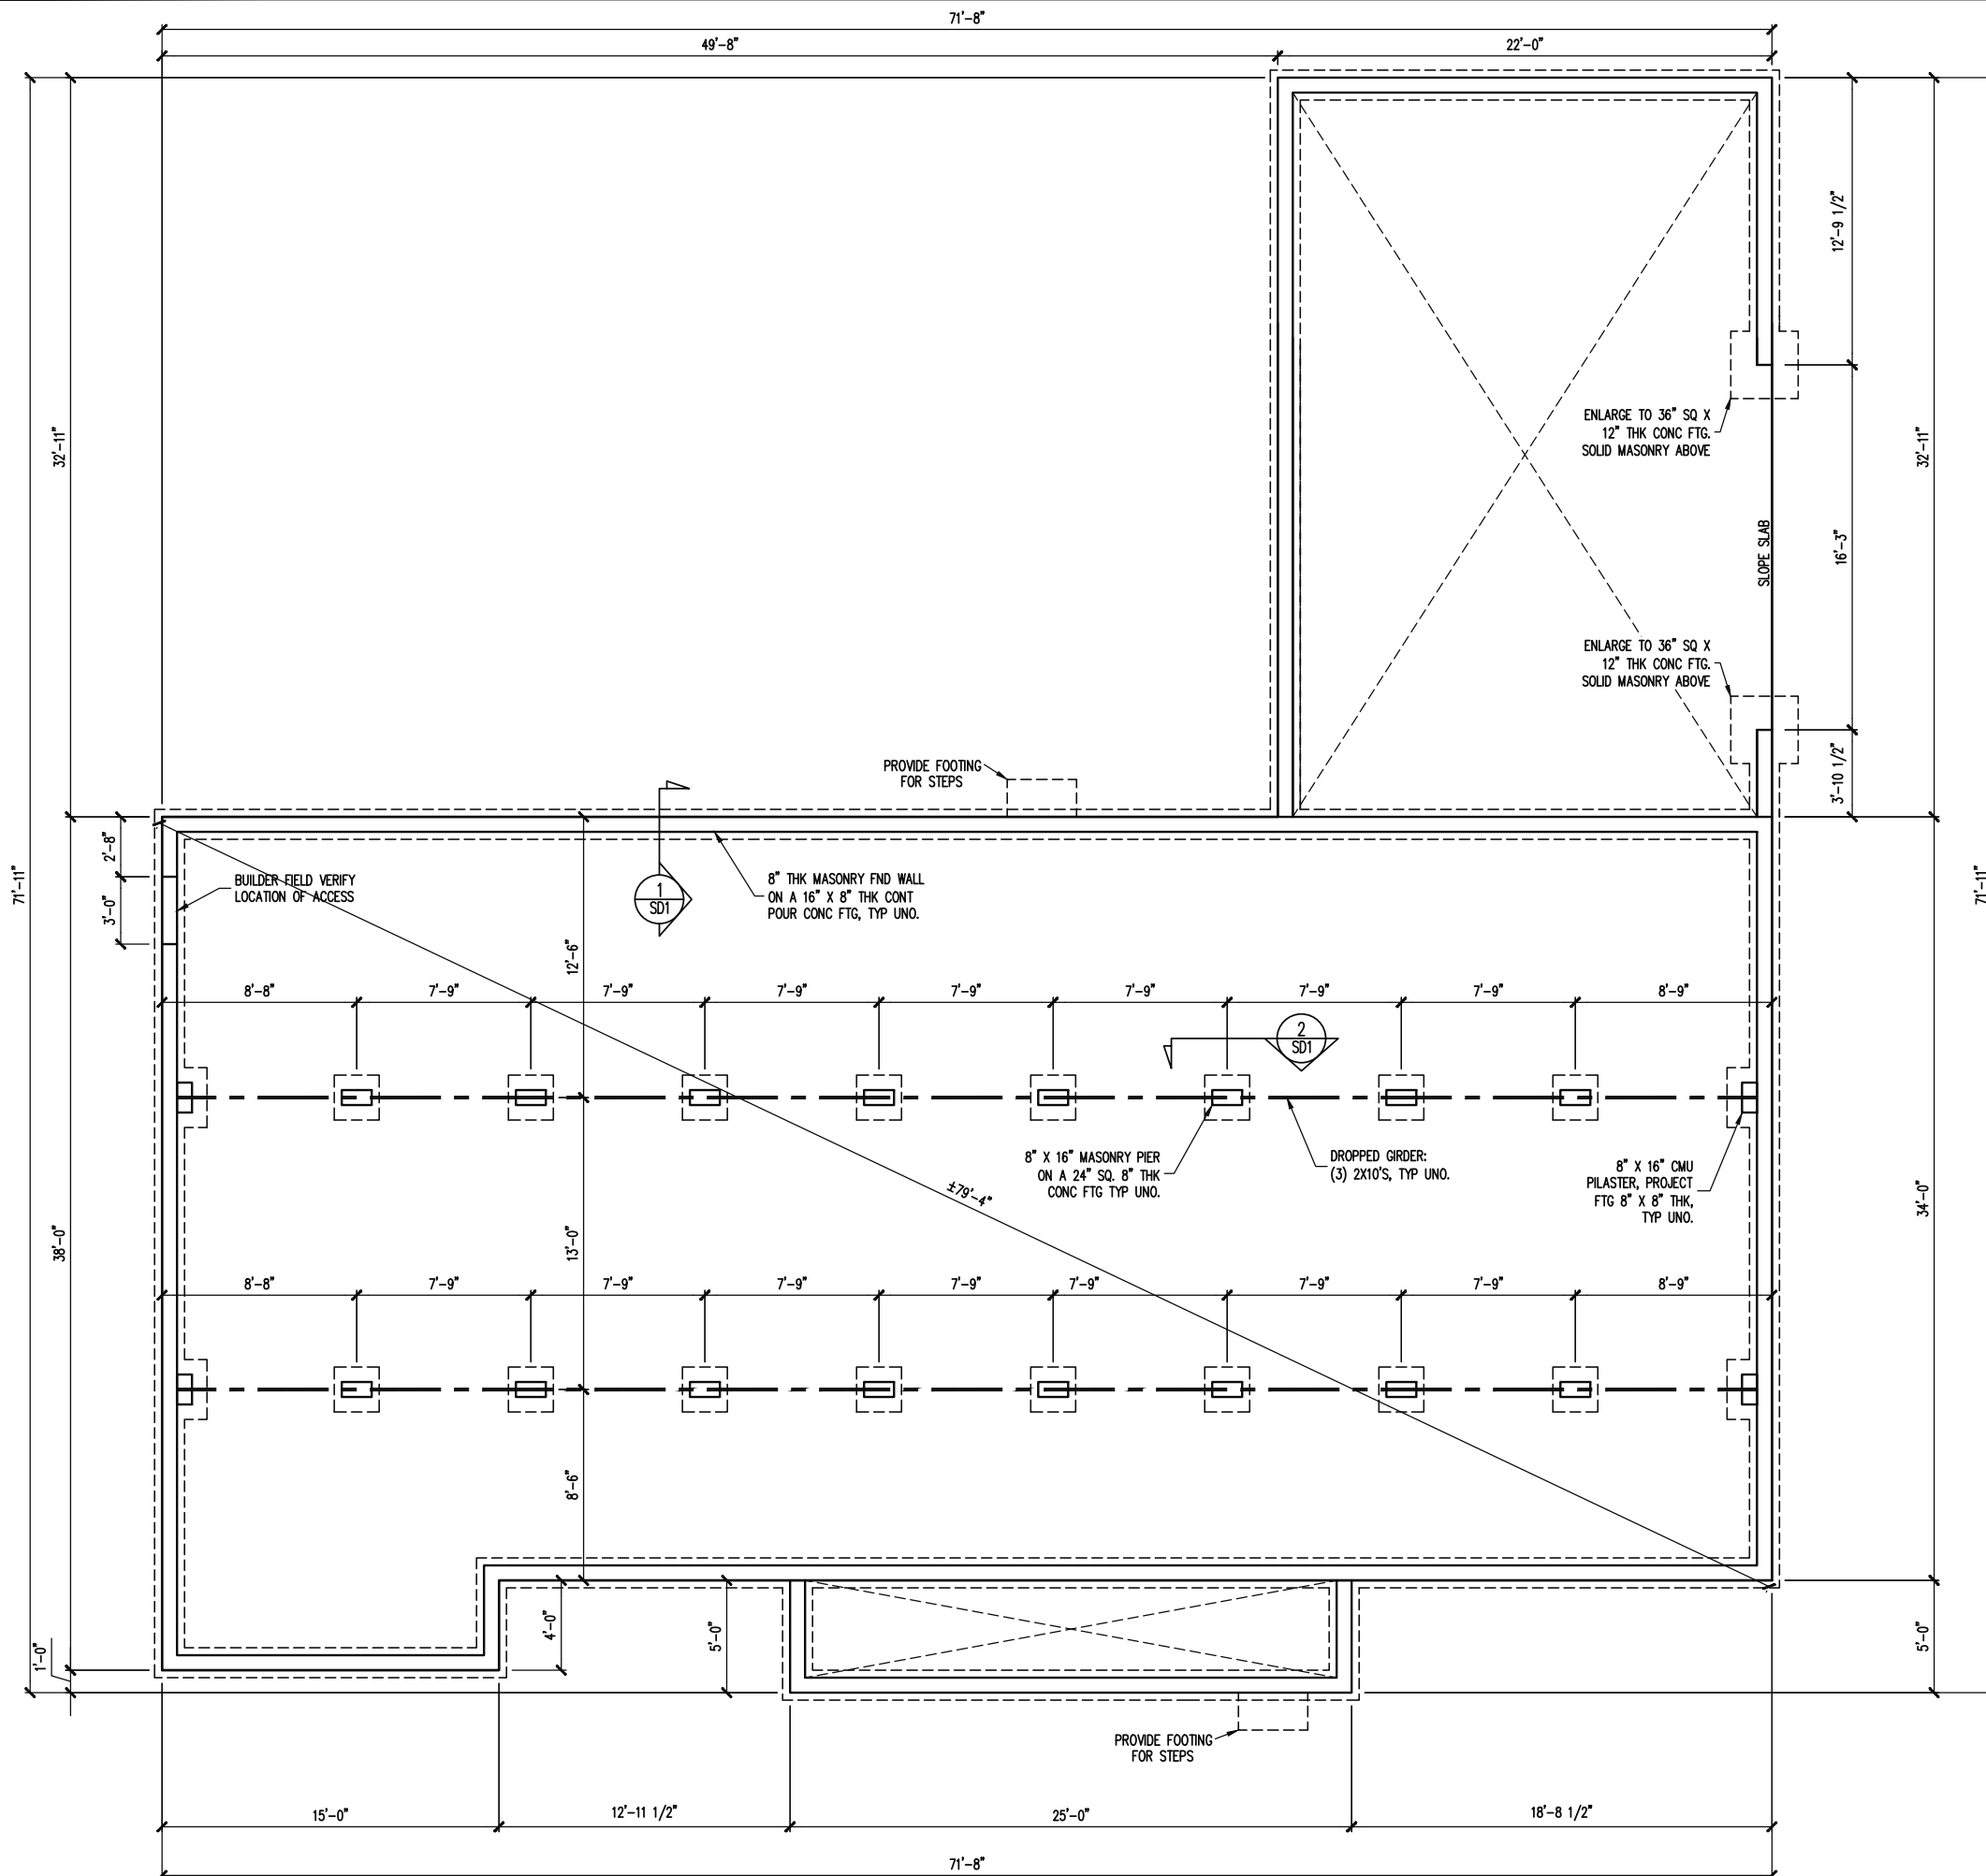 71'-8"
49'-8"
22'-0"
12'-9 1/2"
32'-11"
32'-11"
ENLARGE TO 36" SQ X
12" THK CONC FTG.
SOLID MASONRY ABOVE
16'-3"
SLOPE SLAB
ENLARGE TO 36" SQ X
12" THK CONC FTG.
SOLID MASONRY ABOVE
3'-10 1/2"
PROVIDE FOOTING
FOR STEPS
2'-8"
3'-0"
71'-11"
71'-11"
BUILDER FIELD VERIFY
LOCATION OF ACCESS
1
SD1
8" THK MASONRY FND WALL
ON A 16" X 8" THK CONT
POUR CONC FTG, TYP UNO.
12'-6"
8'-8"
7'-9"
7'-9"
7'-9"
7'-9"
7'-9"
7'-9"
7'-9"
8'-9"
2
SD1
8" X 16" MASONRY PIER
ON A 24" SQ. 8" THK
CONC FTG TYP UNO.
DROPPED GIRDER:
(3) 2X10'S, TYP UNO.
8" X 16" CMU
PILASTER, PROJECT
FTG 8" X 8" THK,
TYP UNO.
±79'-4"
38'-0"
13'-0"
34'-0"
8'-8"
7'-9"
7'-9"
7'-9"
7'-9"
7'-9"
7'-9"
7'-9"
8'-9"
8'-6"
4'-0"
5'-0"
1'-0"
5'-0"
PROVIDE FOOTING
FOR STEPS
15'-0"
12'-11 1/2"
25'-0"
18'-8 1/2"
71'-8"